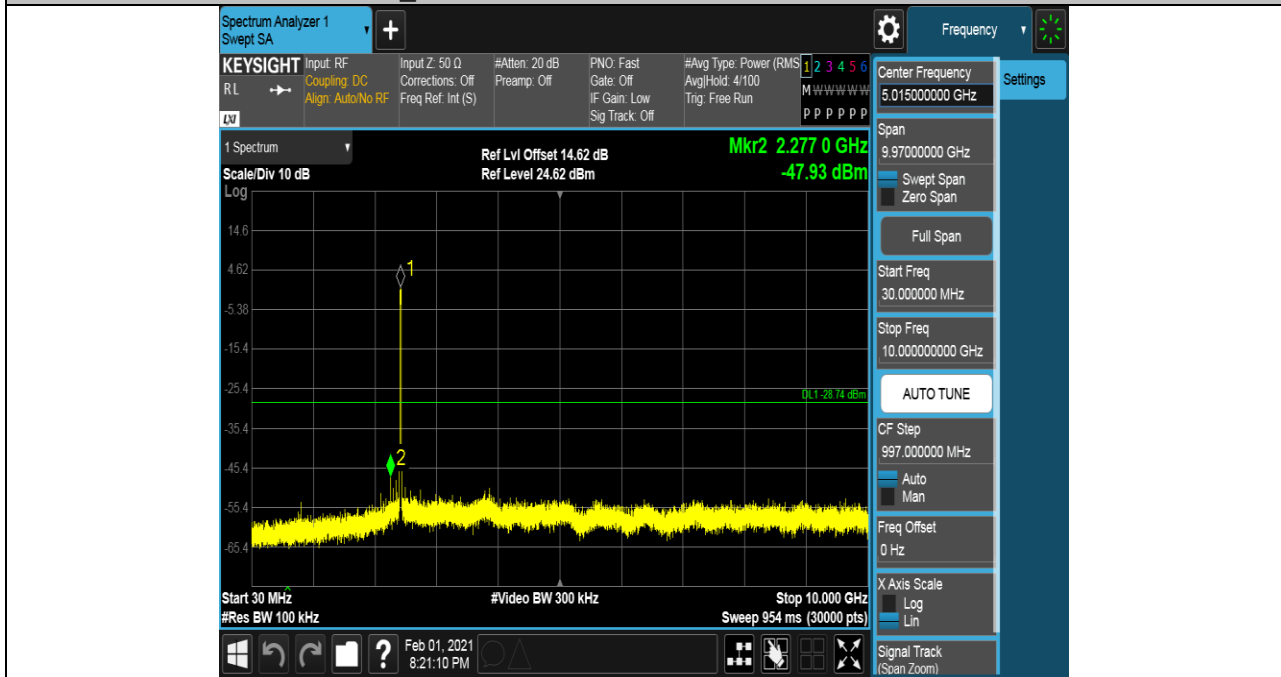 Spectrum Analyzer 1
Swept SA
+
Frequency
KEYSIGHT
RL
LXI
Input: RF
Coupling: DC
Align: Auto/No RF
Input Z: 50 Ω
Corrections: Off
Freq Ref: Int (S)
#Atten: 20 dB
Preamp: Off
PNO: Fast
Gate: Off
IF Gain: Low
Sig Track: Off
#Avg Type: Power (RMS
Avg|Hold: 4/100
Trig: Free Run
1 2 3 4 5 6
M W W W W W
P P P P P P
Center Frequency
5.015000000 GHz
Settings
1 Spectrum
Scale/Div 10 dB
Ref Lvl Offset 14.62 dB
Ref Level 24.62 dBm
Mkr2 2.277 0 GHz
-47.93 dBm
Log
14.6
4.62
-5.38
-15.4
-25.4
-35.4
-45.4
-55.4
-65.4
1
2
DL1 -28.74 dBm
Start 30 MHz
#Res BW 100 kHz
#Video BW 300 kHz
Stop 10.000 GHz
Sweep 954 ms (30000 pts)
Span
9.97000000 GHz
Swept Span
Zero Span
Full Span
Start Freq
30.000000 MHz
Stop Freq
10.000000000 GHz
AUTO TUNE
CF Step
997.000000 MHz
Auto
Man
Freq Offset
0 Hz
X Axis Scale
Log
Lin
Signal Track
(Span Zoom)
?
Feb 01, 2021
8:21:10 PM